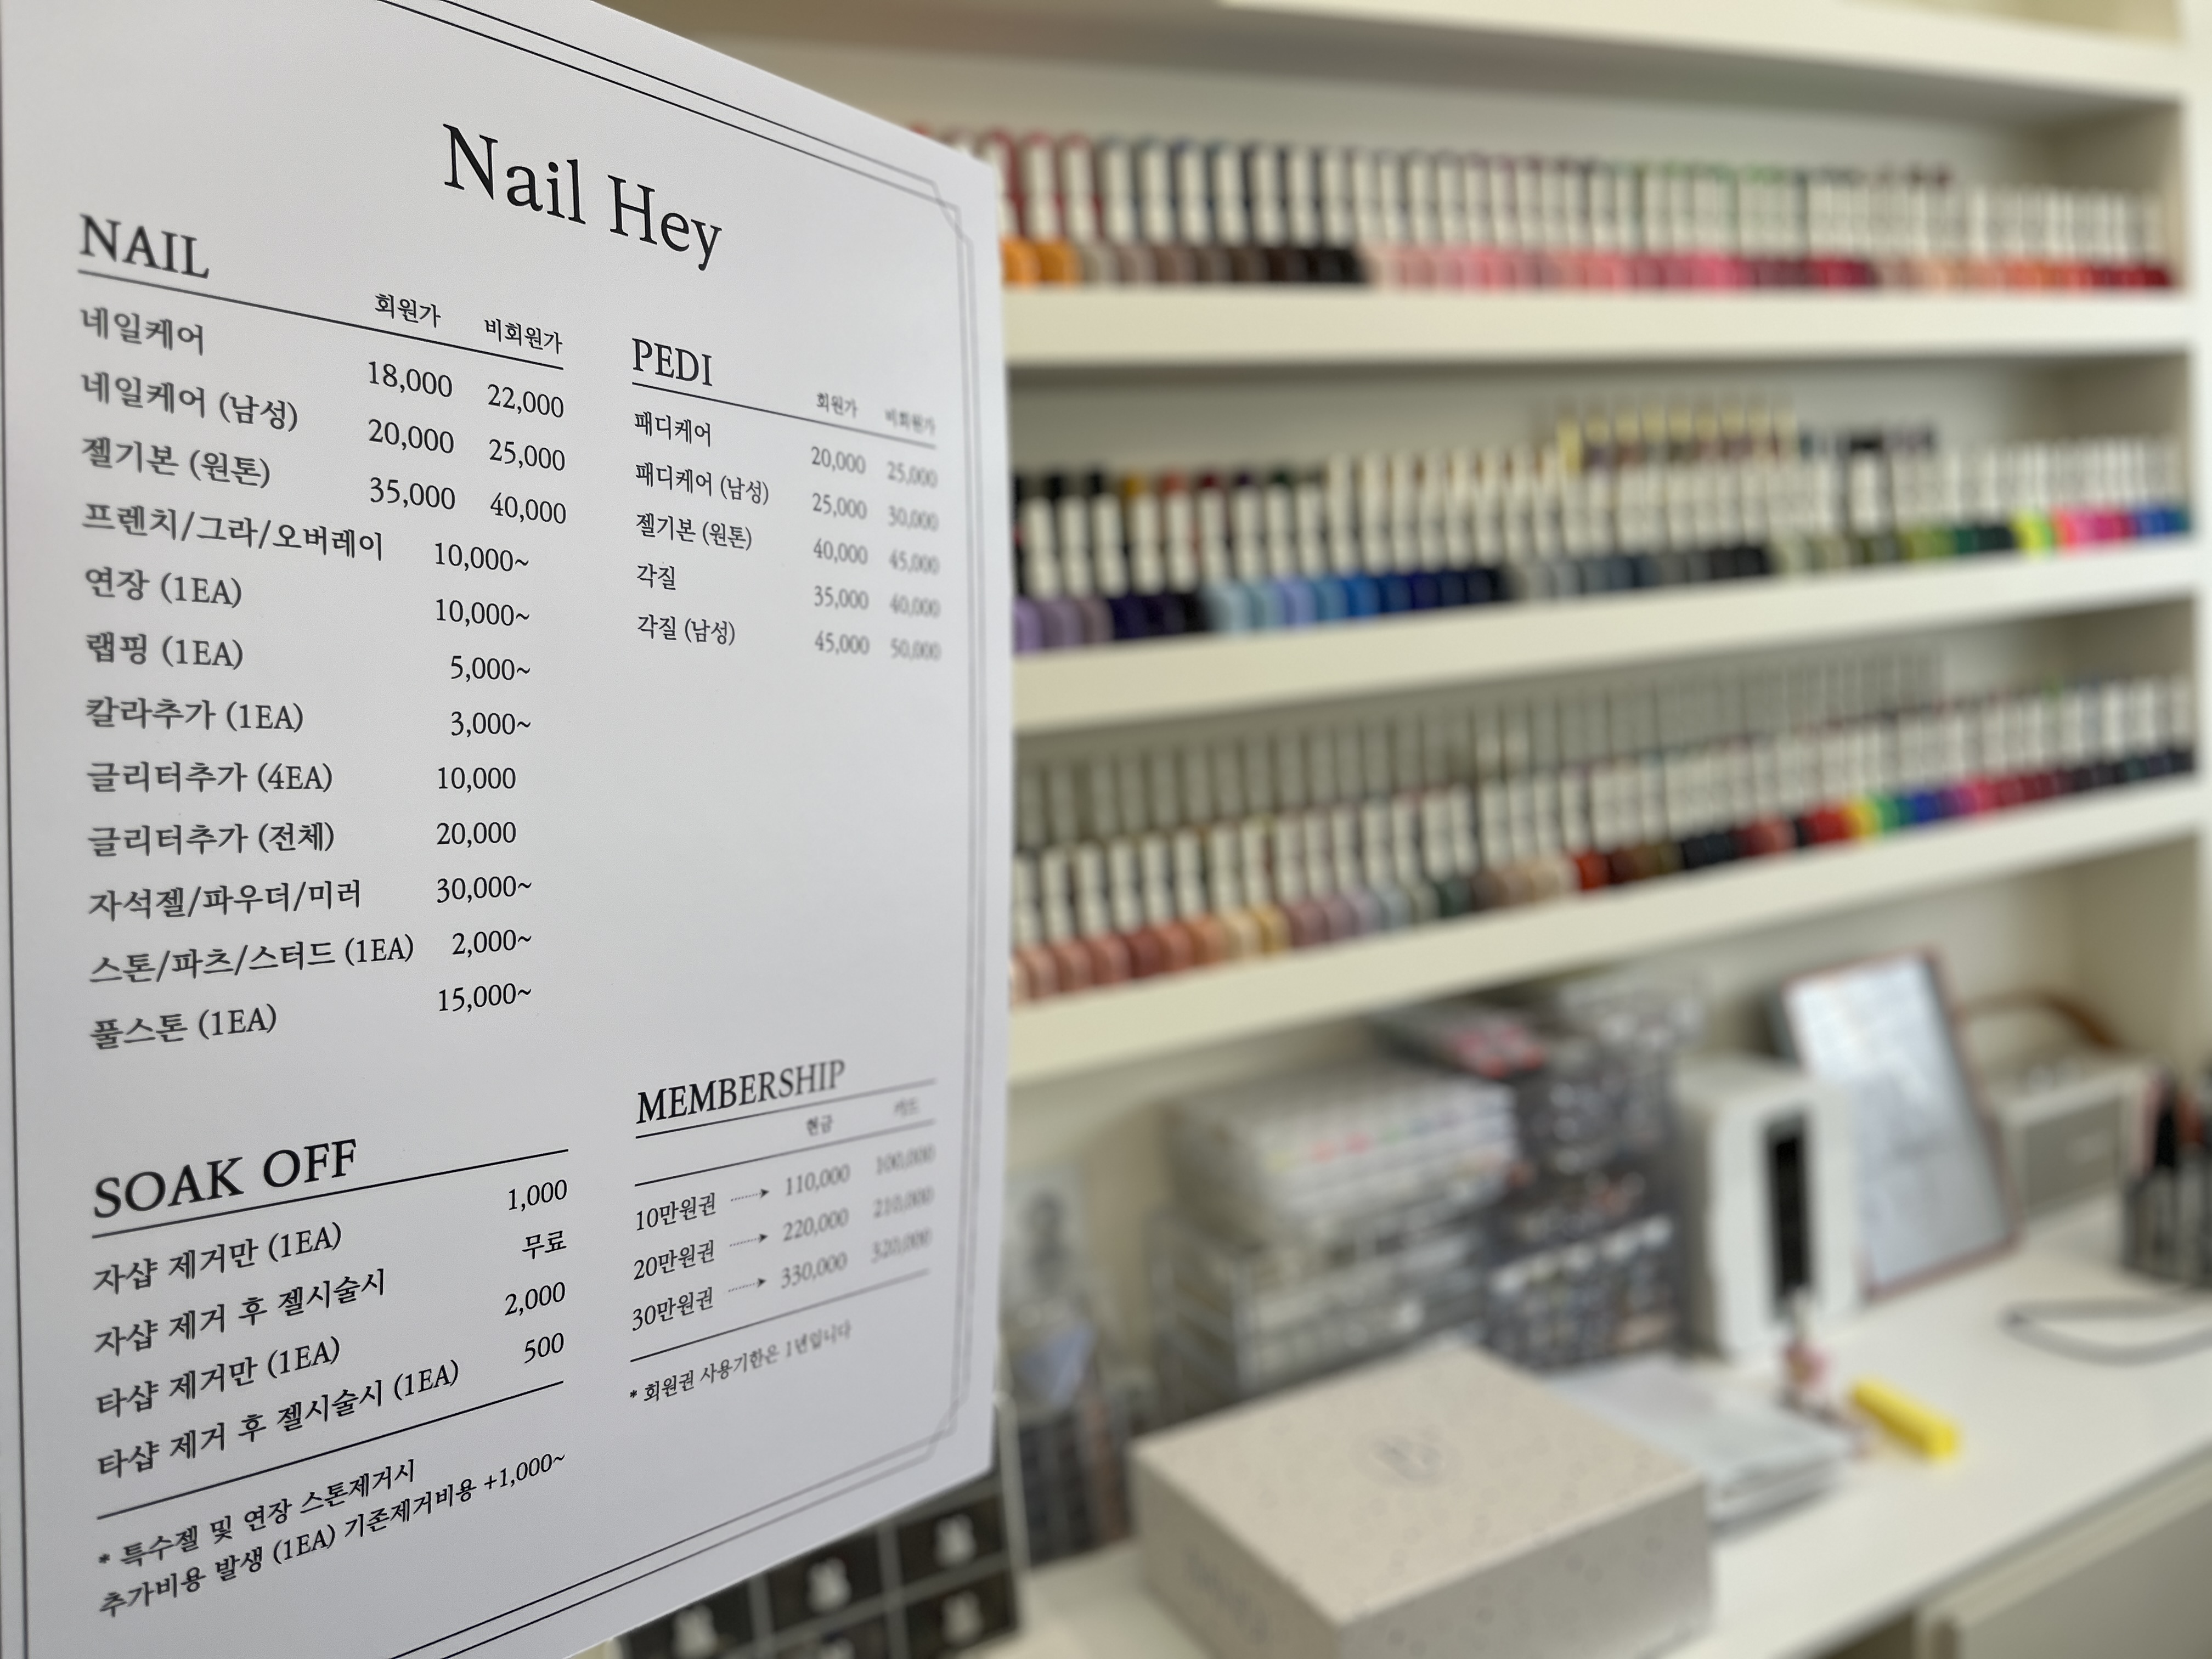 Nail Hey
NAIL
회원가 비회원가
네일케어 18,000 22,000
네일케어 (남성) 20,000 25,000
젤기본 (원톤) 35,000 40,000
프렌치/그라/오버레이 10,000~
연장 (1EA) 10,000~
랩핑 (1EA) 5,000~
칼라추가 (1EA) 3,000~
글리터추가 (4EA) 10,000
글리터추가 (전체) 20,000
자석젤/파우더/미러 30,000~
스톤/파츠/스터드 (1EA) 2,000~
풀스톤 (1EA) 15,000~
SOAK OFF
자샵 제거만 (1EA) 1,000
자샵 제거 후 젤시술시 무료
타샵 제거만 (1EA) 2,000
타샵 제거 후 젤시술시 (1EA) 500
* 특수젤 및 연장 스톤제거시
추가비용 발생 (1EA) 기존제거비용 +1,000~
PEDI
회원가 비회원가
패디케어 20,000 25,000
패디케어 (남성) 25,000 30,000
젤기본 (원톤) 40,000 45,000
각질 35,000 40,000
각질 (남성) 45,000 50,000
MEMBERSHIP
현금 카드
10만원권 110,000 100,000
20만원권 220,000 210,000
30만원권 330,000 320,000
* 회원권 사용기한은 1년입니다